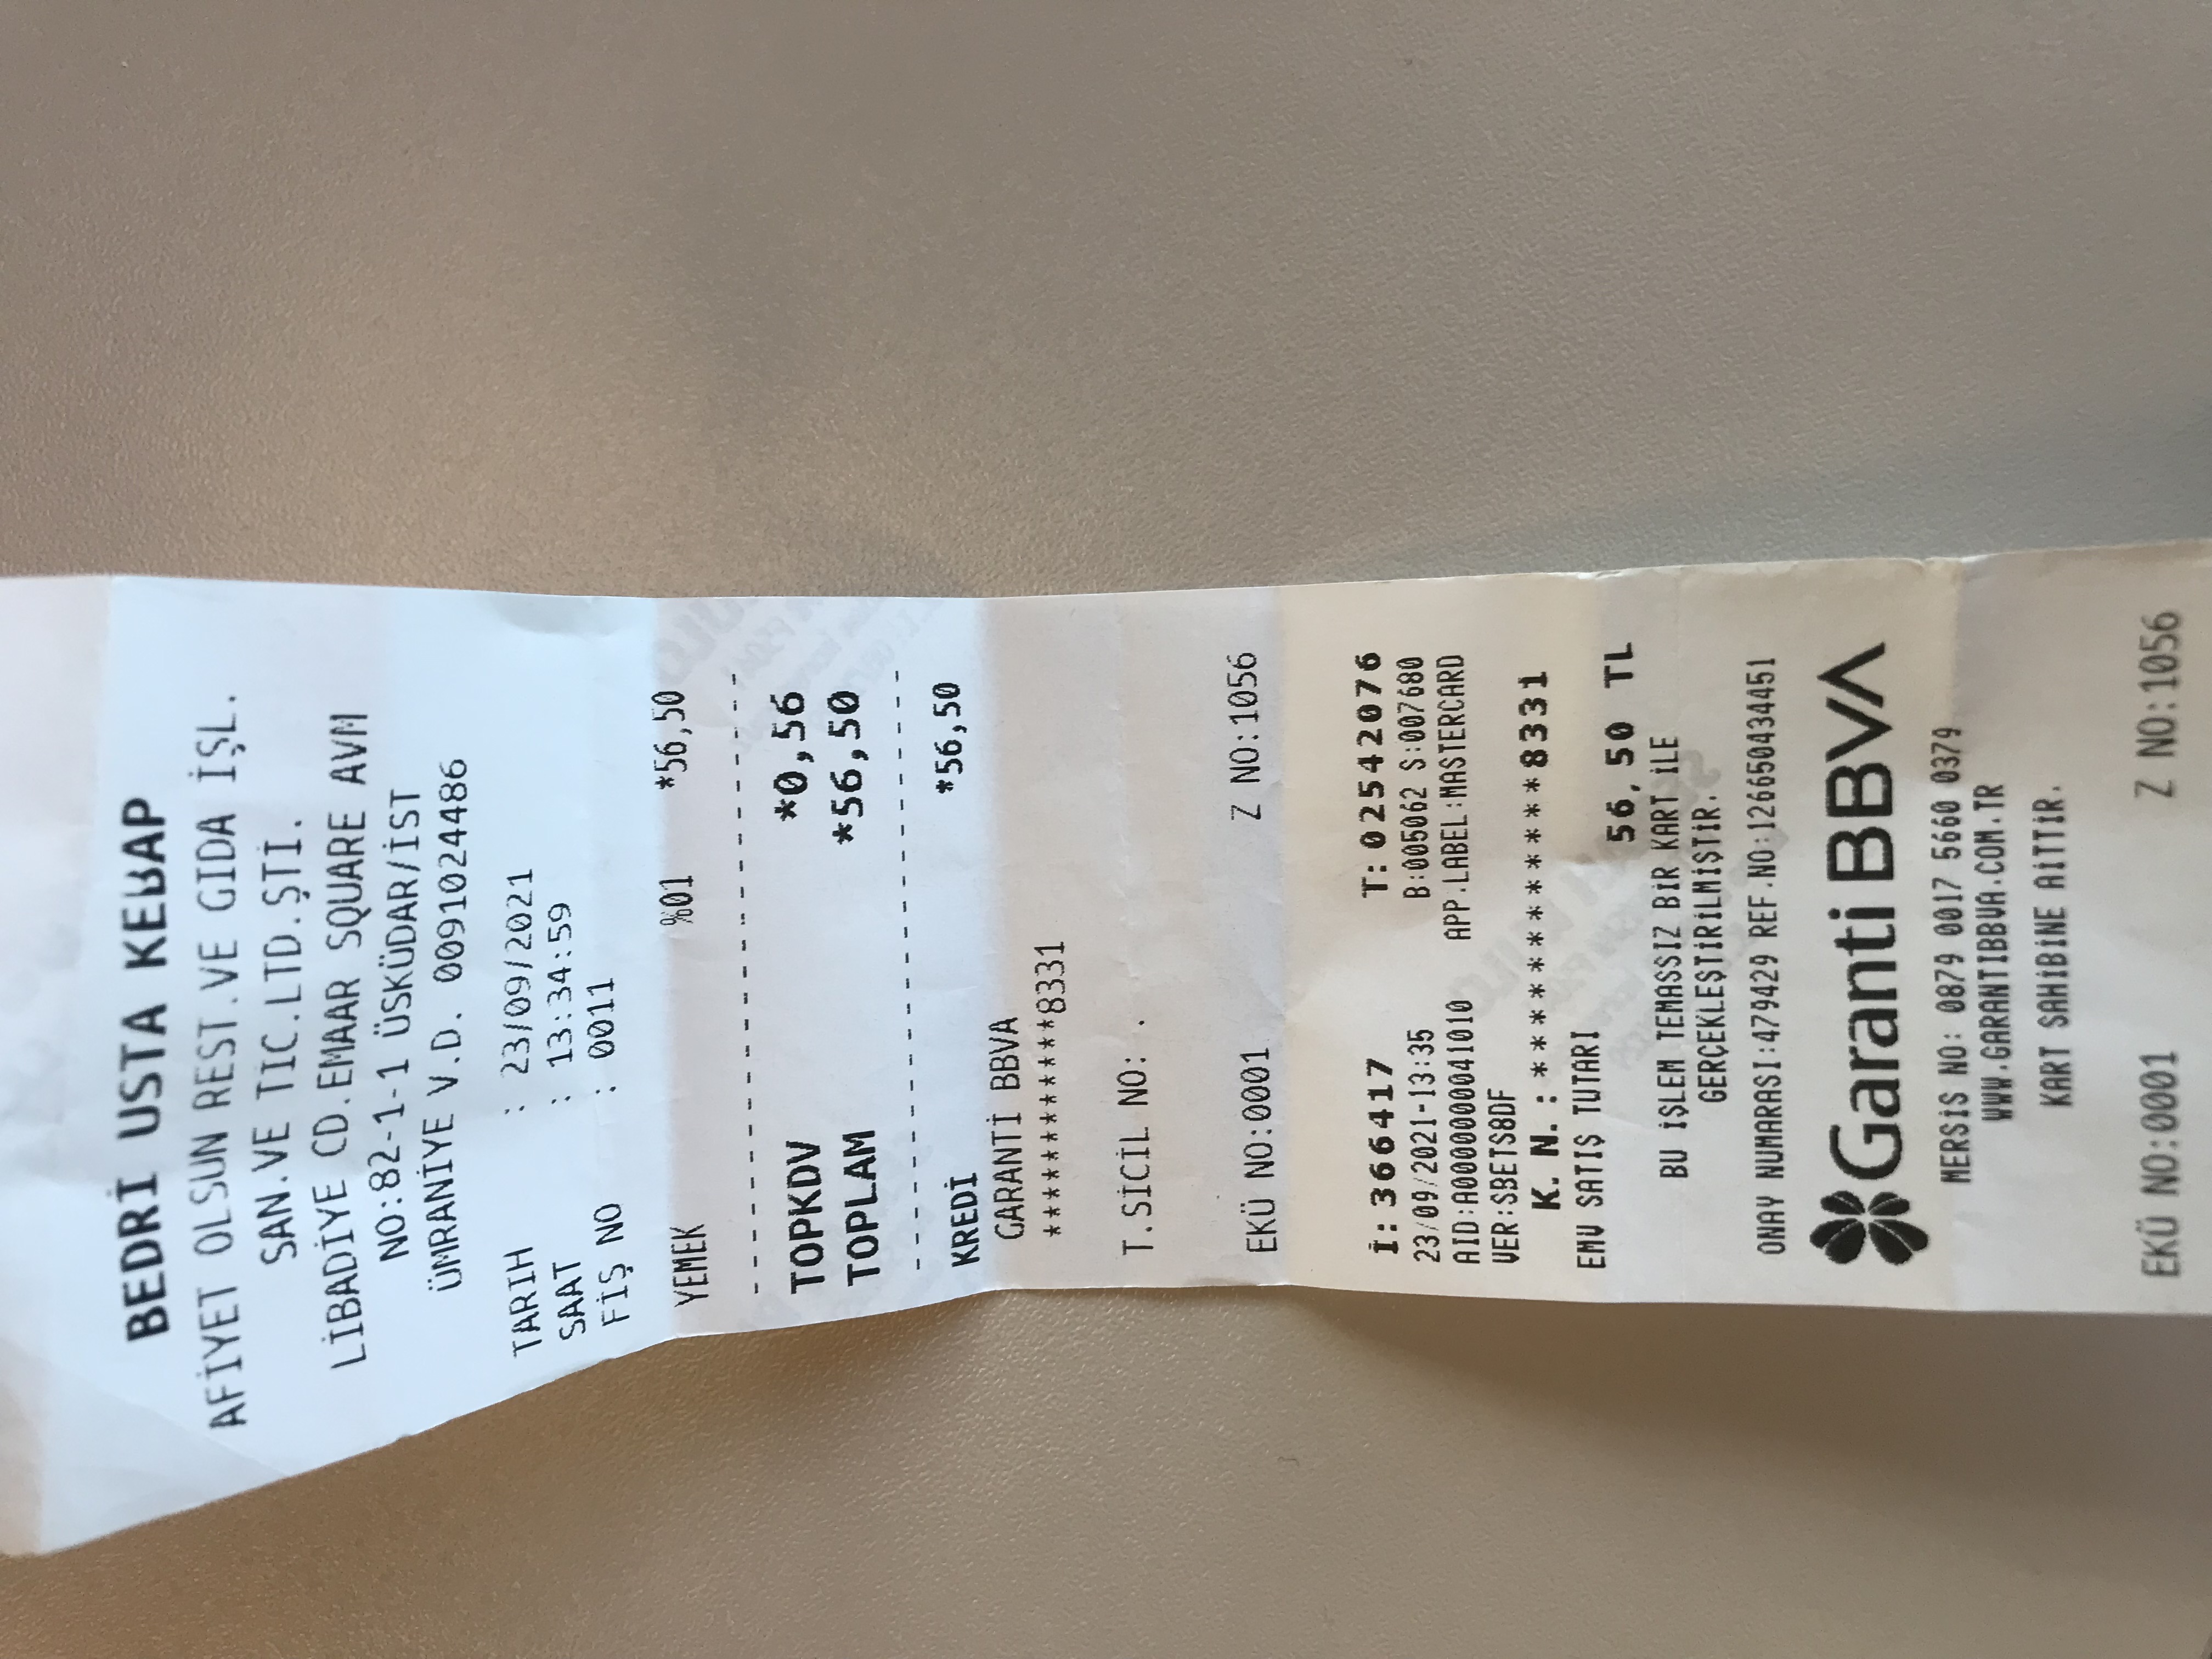 BEDRİ USTA KEBAP
AFİYET OLSUN REST.VE GIDA İŞL.
SAN.VE TIC.LTD.ŞTİ.
LİBADİYE CD.EMAAR SQUARE AVM
NO:82-1-1 ÜSKÜDAR/İST
ÜMRANİYE V.D. 0091024486
TARIH : 23/09/2021
SAAT : 13:34:59
FİŞ NO : 0011
YEMEK %01 *56,50
TOPKDV *0,56
TOPLAM *56,50
KREDİ *56,50
GARANTİ BBVA
************8331
T.SİCİL NO: .
EKÜ NO:0001 Z NO:1056
İ: 366417 T: 02542076
23/09/2021-13:35 B:005062 S:007680
AID:A0000000041010 APP.LABEL:MASTERCARD
VER:SBETS8DF
K. N. : ************8331
EMV SATIŞ TUTARI
56,50 TL
BU İŞLEM TEMASSIZ BİR KART İLE
GERÇEKLEŞTİRİLMİŞTİR.
ONAY NUMARASI:479429 REF.NO:126650434451
Garanti BBVA
MERSİS NO: 0879 0017 5660 0379
WWW.GARANTIBBVA.COM.TR
KART SAHİBİNE AİTTİR.
EKÜ NO:0001 Z NO:1056